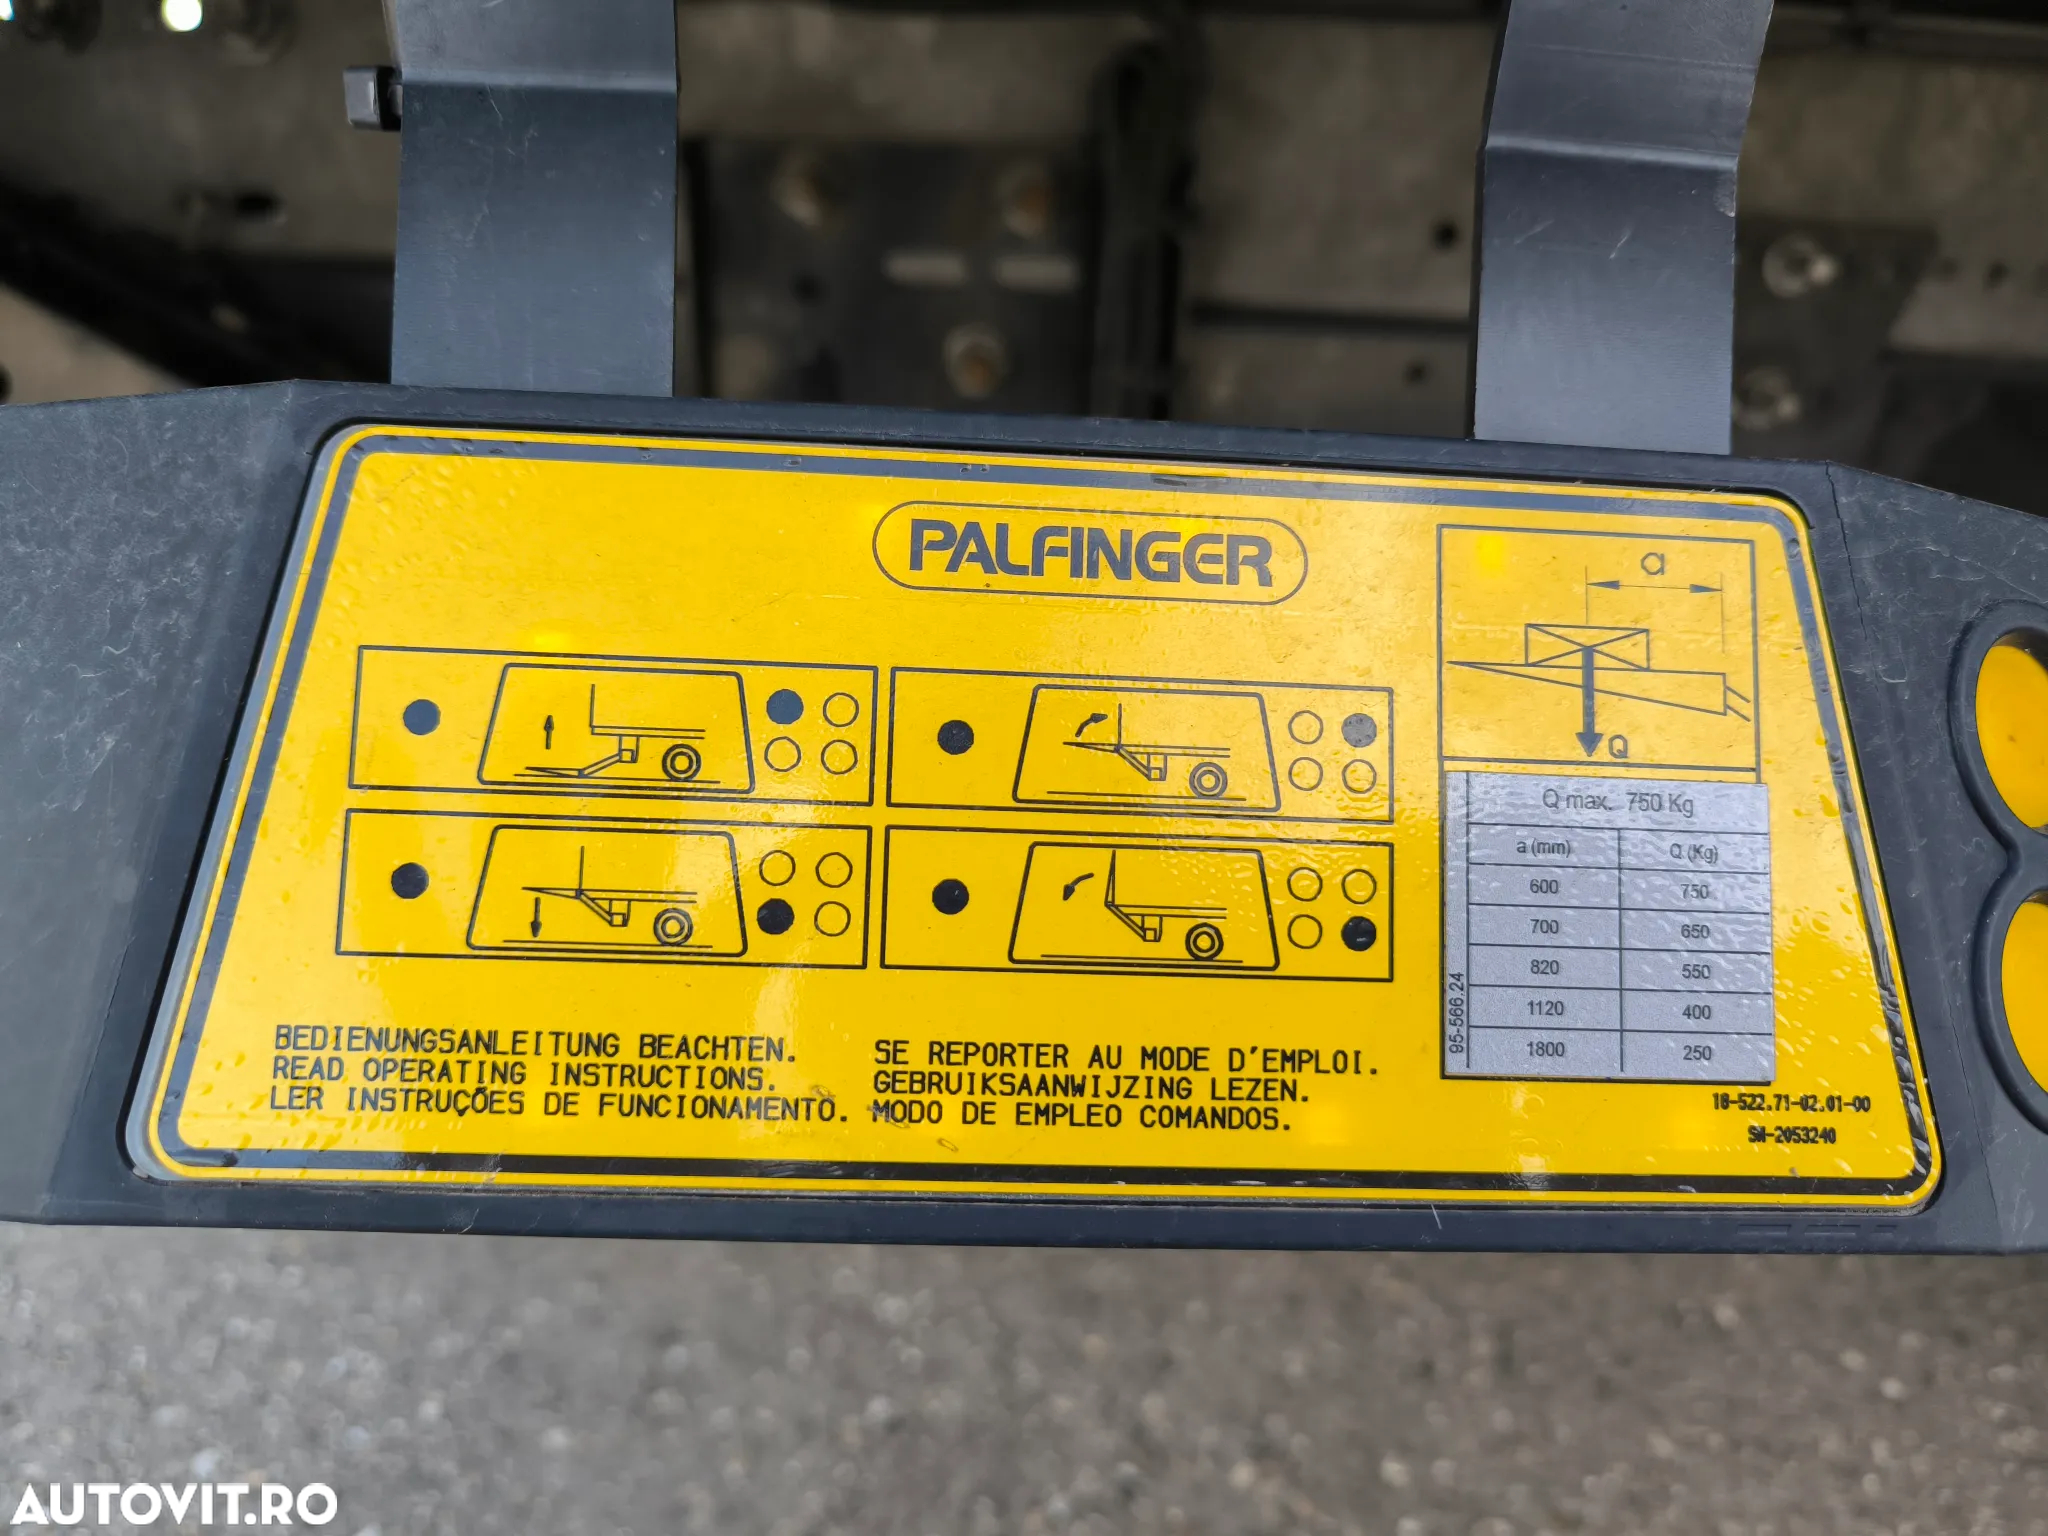 PALFINGER
a
Q
Q max. 750 Kg
a (mm) Q (Kg)
600 750
700 650
820 550
1120 400
1800 250
95-566.24
BEDIENUNGSANLEITUNG BEACHTEN.
READ OPERATING INSTRUCTIONS.
LER INSTRUÇÕES DE FUNCIONAMENTO.
SE REPORTER AU MODE D'EMPLOI.
GEBRUIKSAANWIJZING LEZEN.
MODO DE EMPLEO COMANDOS.
18-522.71-02.01-00
SM-2053240
AUTOVIT.RO